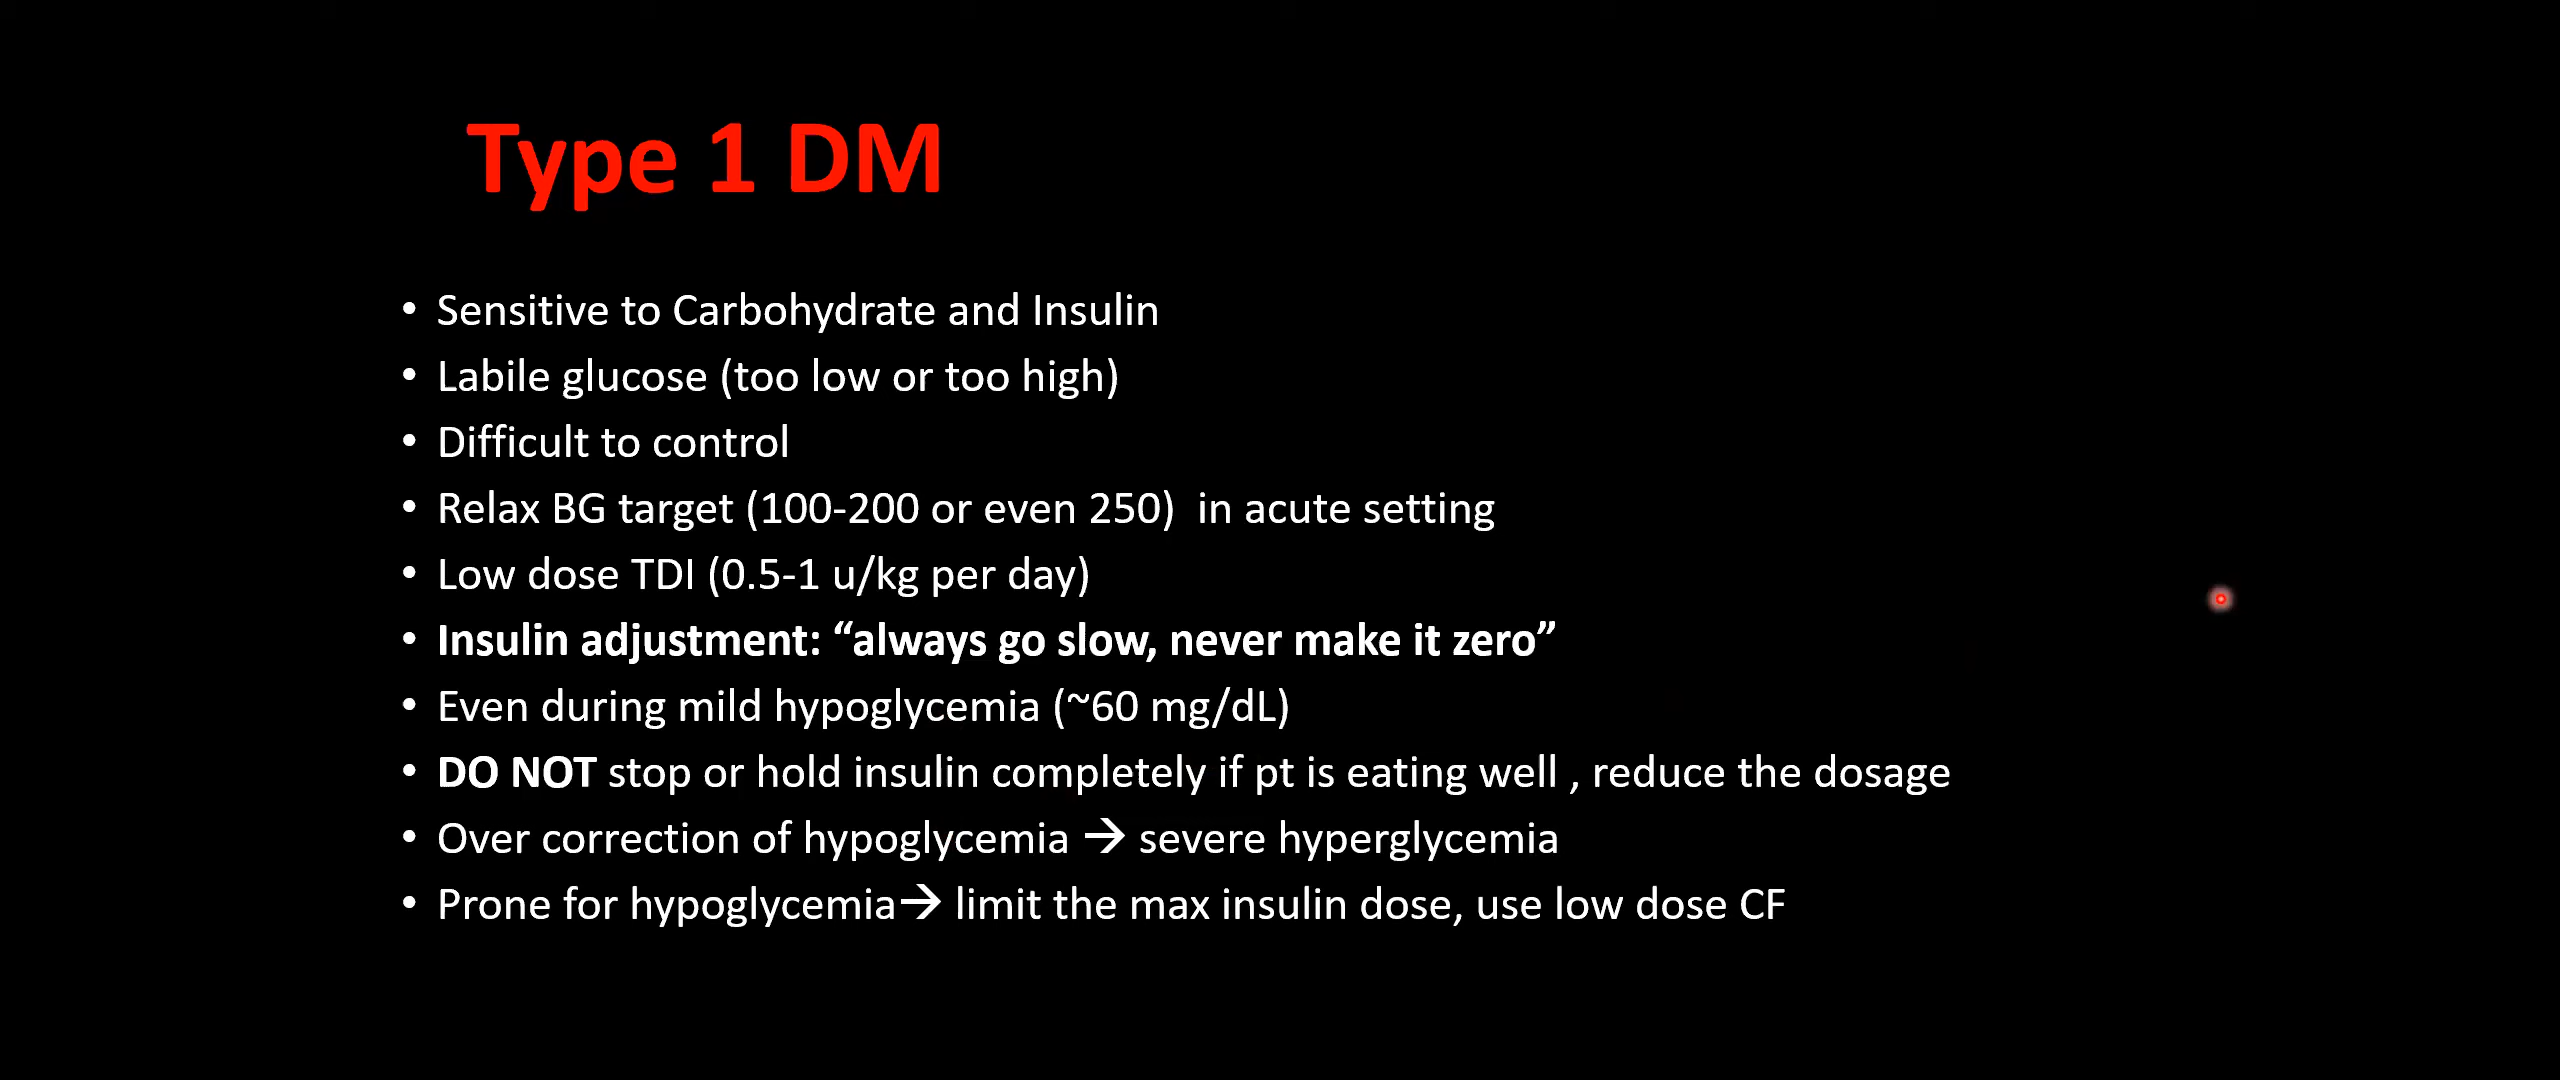 Type 1 DM
• Sensitive to Carbohydrate and Insulin
• Labile glucose (too low or too high)
• Difficult to control
• Relax BG target (100-200 or even 250)  in acute setting
• Low dose TDI (0.5-1 u/kg per day)
• Insulin adjustment: “always go slow, never make it zero”
• Even during mild hypoglycemia (~60 mg/dL)
• DO NOT stop or hold insulin completely if pt is eating well , reduce the dosage
• Over correction of hypoglycemia → severe hyperglycemia
• Prone for hypoglycemia→ limit the max insulin dose, use low dose CF